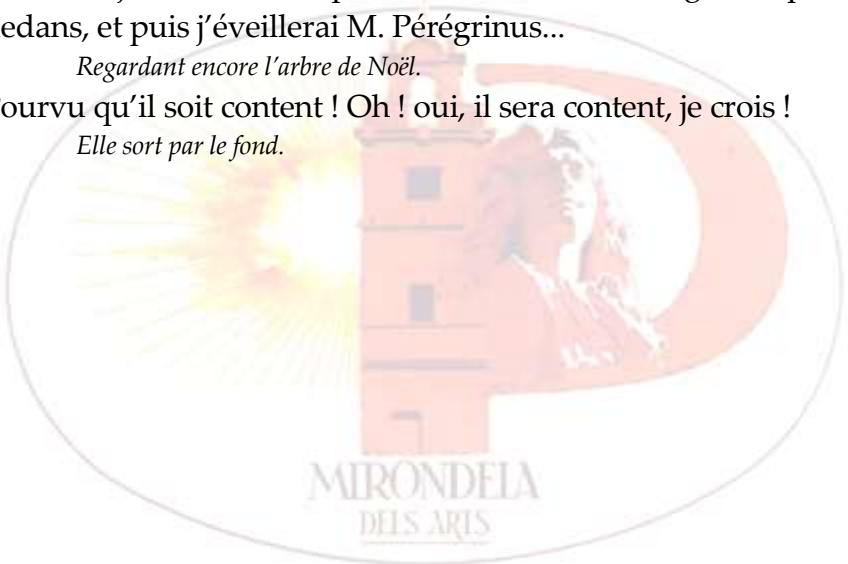 edans, et puis j’éveillerai M. Pérégrinus...
Regardant encore l’arbre de Noël.
ourvu qu’il soit content ! Oh ! oui, il sera content, je crois !
Elle sort par le fond.
MIRONDELA
DELS ARTS